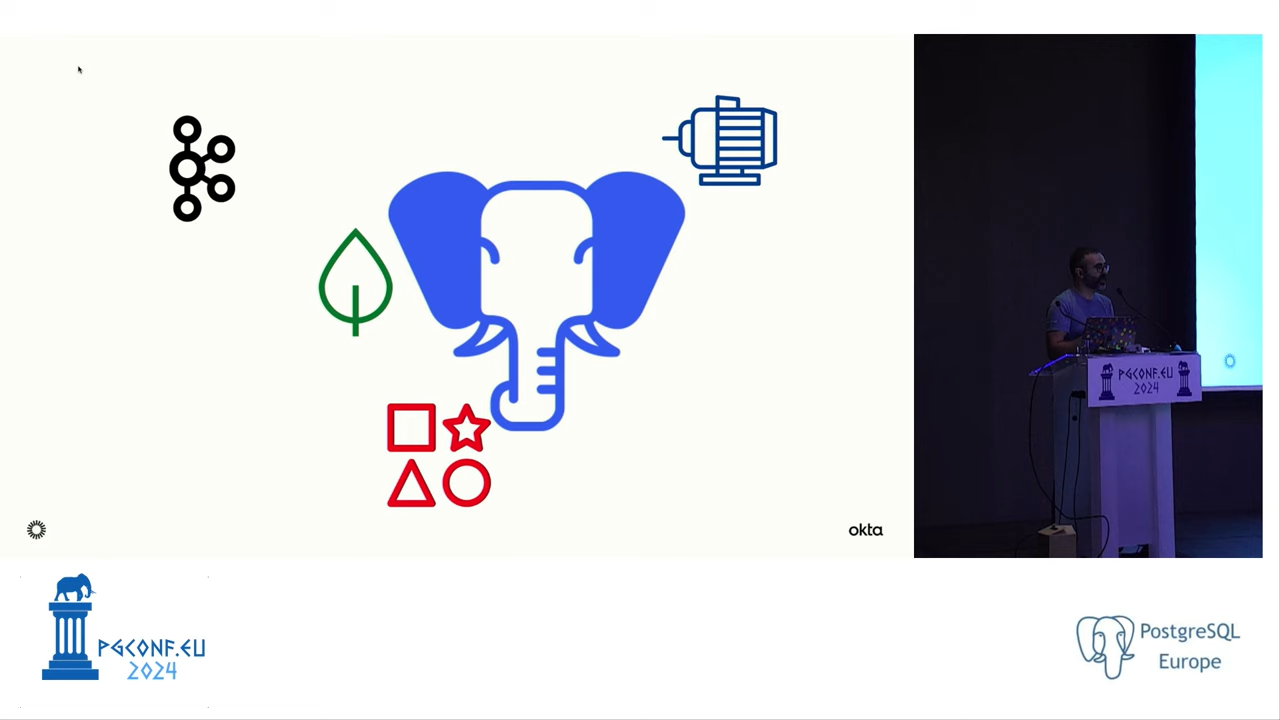 okta
PGCONF.EU
2024
PGCONF.EU
2024
PostgreSQL
Europe